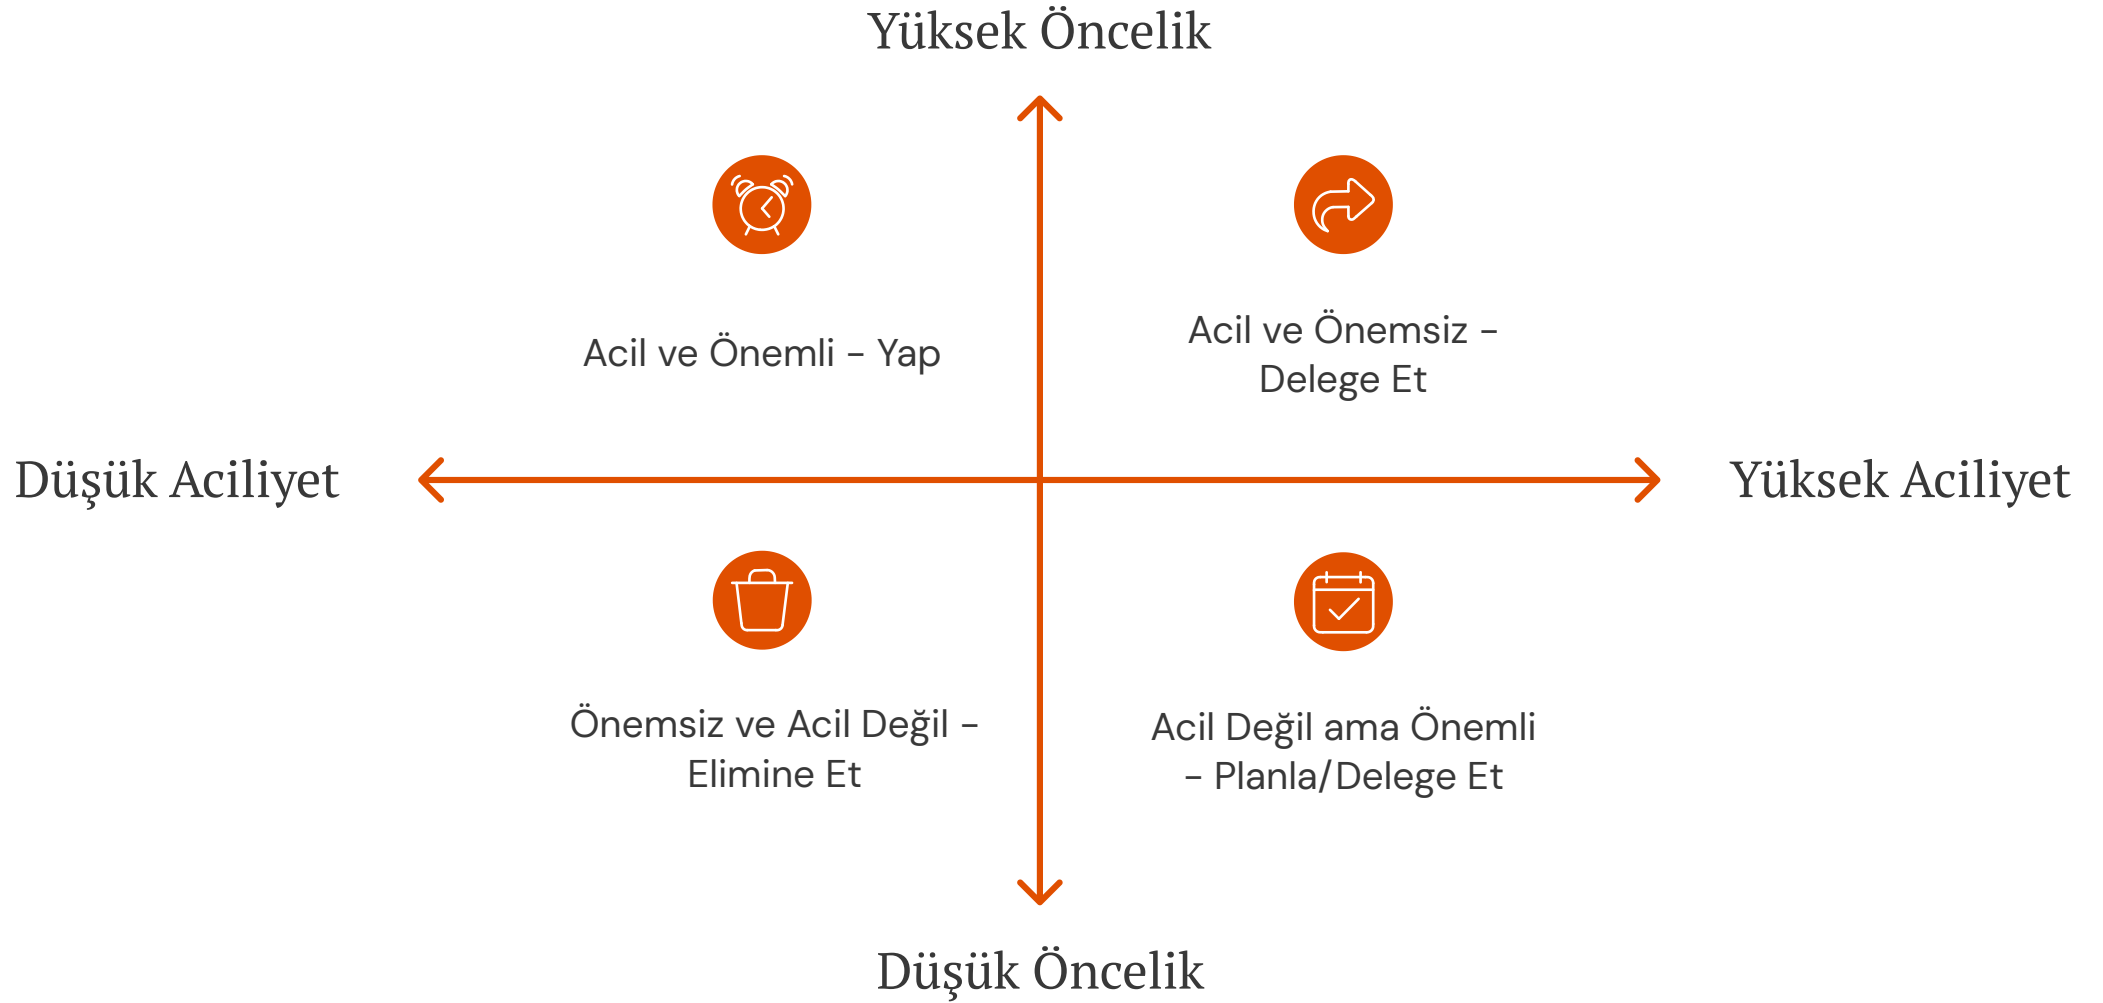 Yüksek Öncelik
Acil ve Önemli - Yap
Acil ve Önemsiz -
Delege Et
Düşük Aciliyet
Yüksek Aciliyet
Önemsiz ve Acil Değil -
Elimine Et
Acil Değil ama Önemli
- Planla/Delege Et
Düşük Öncelik